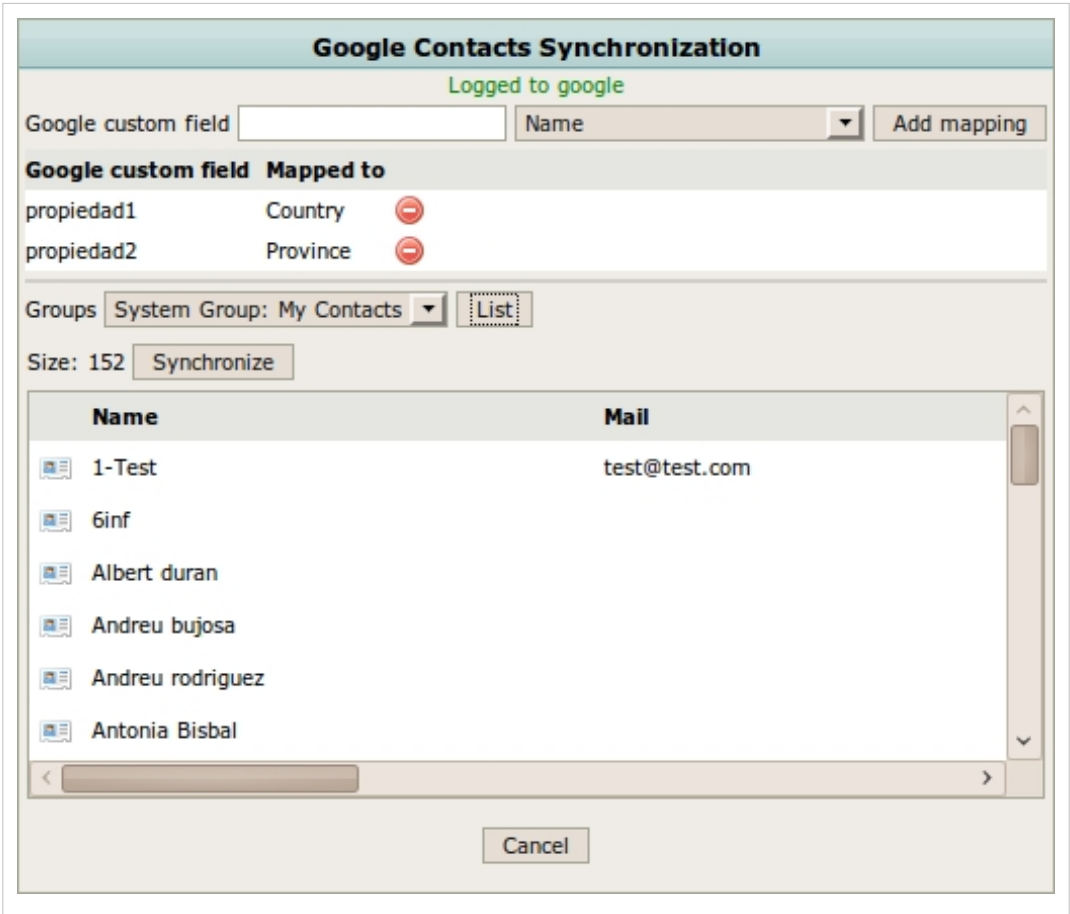 Google Contacts Synchronization
Logged to google
Google custom field Name Add mapping
Google custom field Mapped to
propiedad1 Country
propiedad2 Province
Groups System Group: My Contacts List
Size: 152 Synchronize
Name Mail
1-Test test@test.com
6inf
Albert duran
Andreu bujosa
Andreu rodriguez
Antonia Bisbal
Cancel